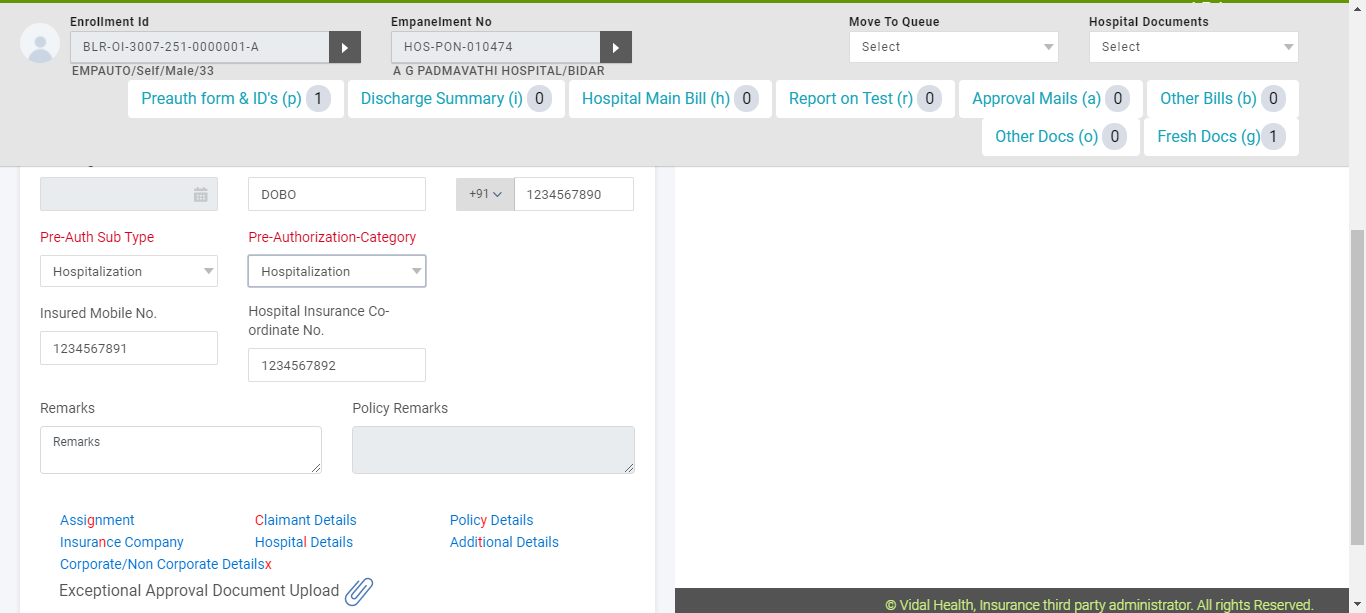 Enrollment Id
Empanelment No
Move To Queue
Hospital Documents
BLR-OI-3007-251-0000001-A
HOS-PON-010474
Select
Select
EMPAUTO/Self/Male/33
A G PADMAVATHI HOSPITAL/BIDAR
Preauth form & ID's (p) 1
Discharge Summary (i) 0
Hospital Main Bill (h) 0
Report on Test (r) 0
Approval Mails (a) 0
Other Bills (b) 0
Other Docs (o) 0
Fresh Docs (g) 1
DOBO
+91
1234567890
Pre-Auth Sub Type
Pre-Authorization-Category
Hospitalization
Hospitalization
Insured Mobile No.
Hospital Insurance Co-
ordinate No.
1234567891
1234567892
Remarks
Policy Remarks
Remarks
Assignment
Claimant Details
Policy Details
Insurance Company
Hospital Details
Additional Details
Corporate/Non Corporate Detailsx
Exceptional Approval Document Upload
© Vidal Health, Insurance third party administrator. All rights Reserved.